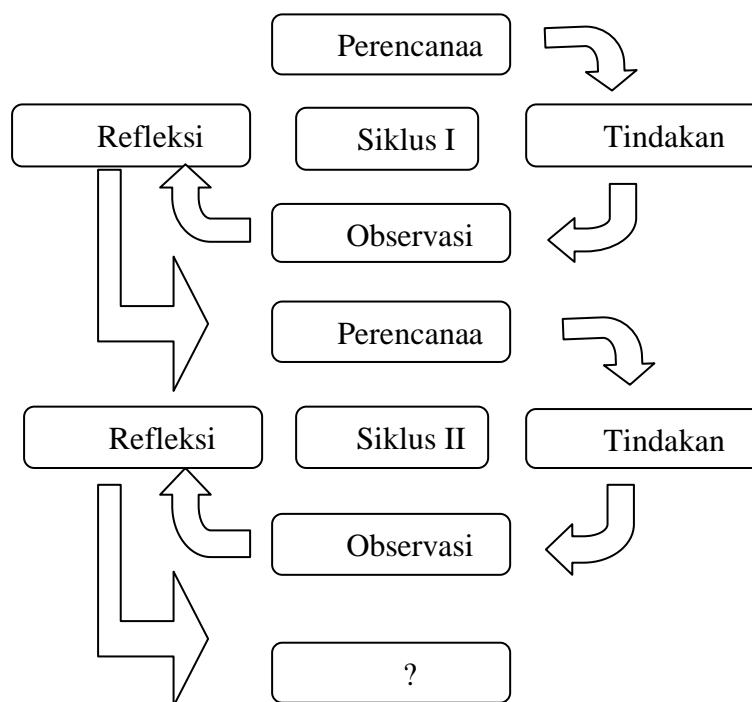 Perencanaa
Refleksi
Siklus I
Tindakan
Observasi
Perencanaa
Refleksi
Siklus II
Tindakan
Observasi
?